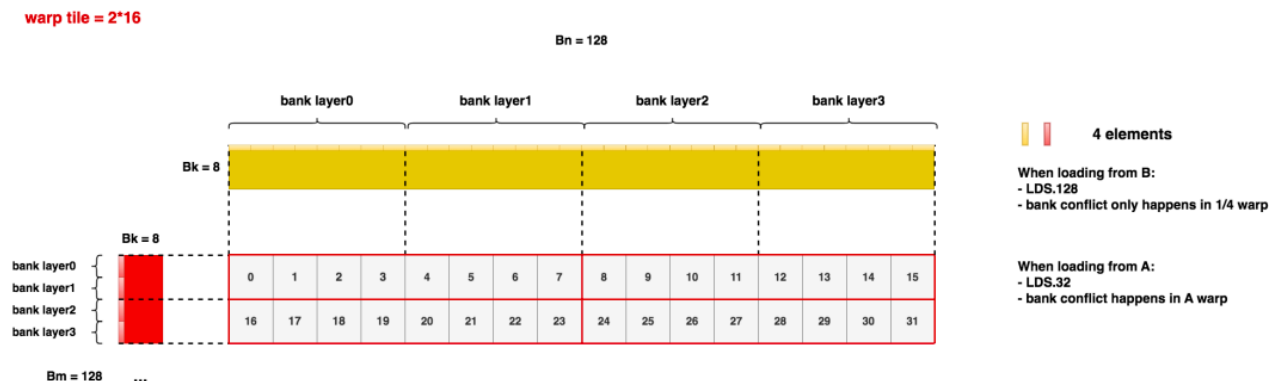 warp tile = 2*16
Bn = 128
bank layer0 bank layer1 bank layer2 bank layer3
4 elements
Bk = 8
When loading from B:
- LDS.128
- bank conflict only happens in 1/4 warp
Bk = 8
bank layer0
bank layer1
bank layer2
bank layer3
0 1 2 3 4 5 6 7 8 9 10 11 12 13 14 15
16 17 18 19 20 21 22 23 24 25 26 27 28 29 30 31
When loading from A:
- LDS.32
- bank conflict happens in A warp
Bm = 128 ...